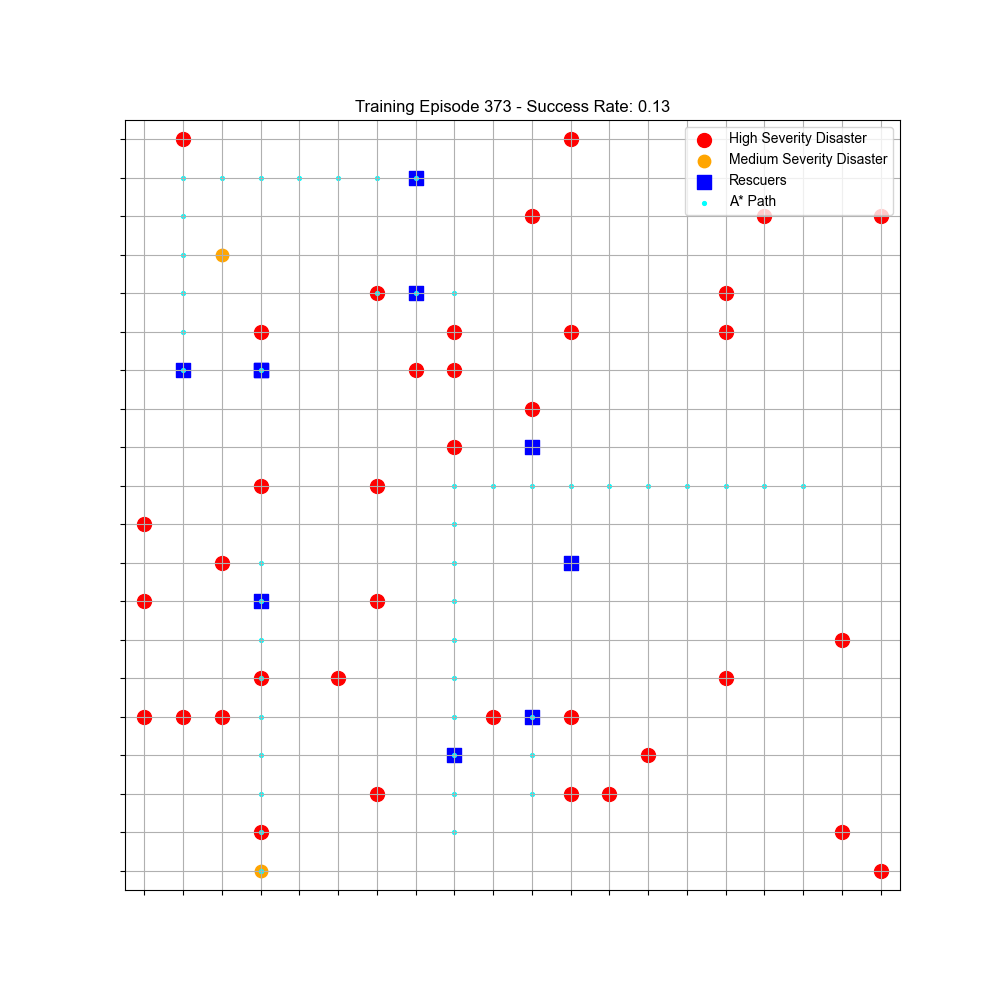 Training Episode 373 - Success Rate: 0.13
High Severity Disaster
Medium Severity Disaster
Rescuers
A* Path